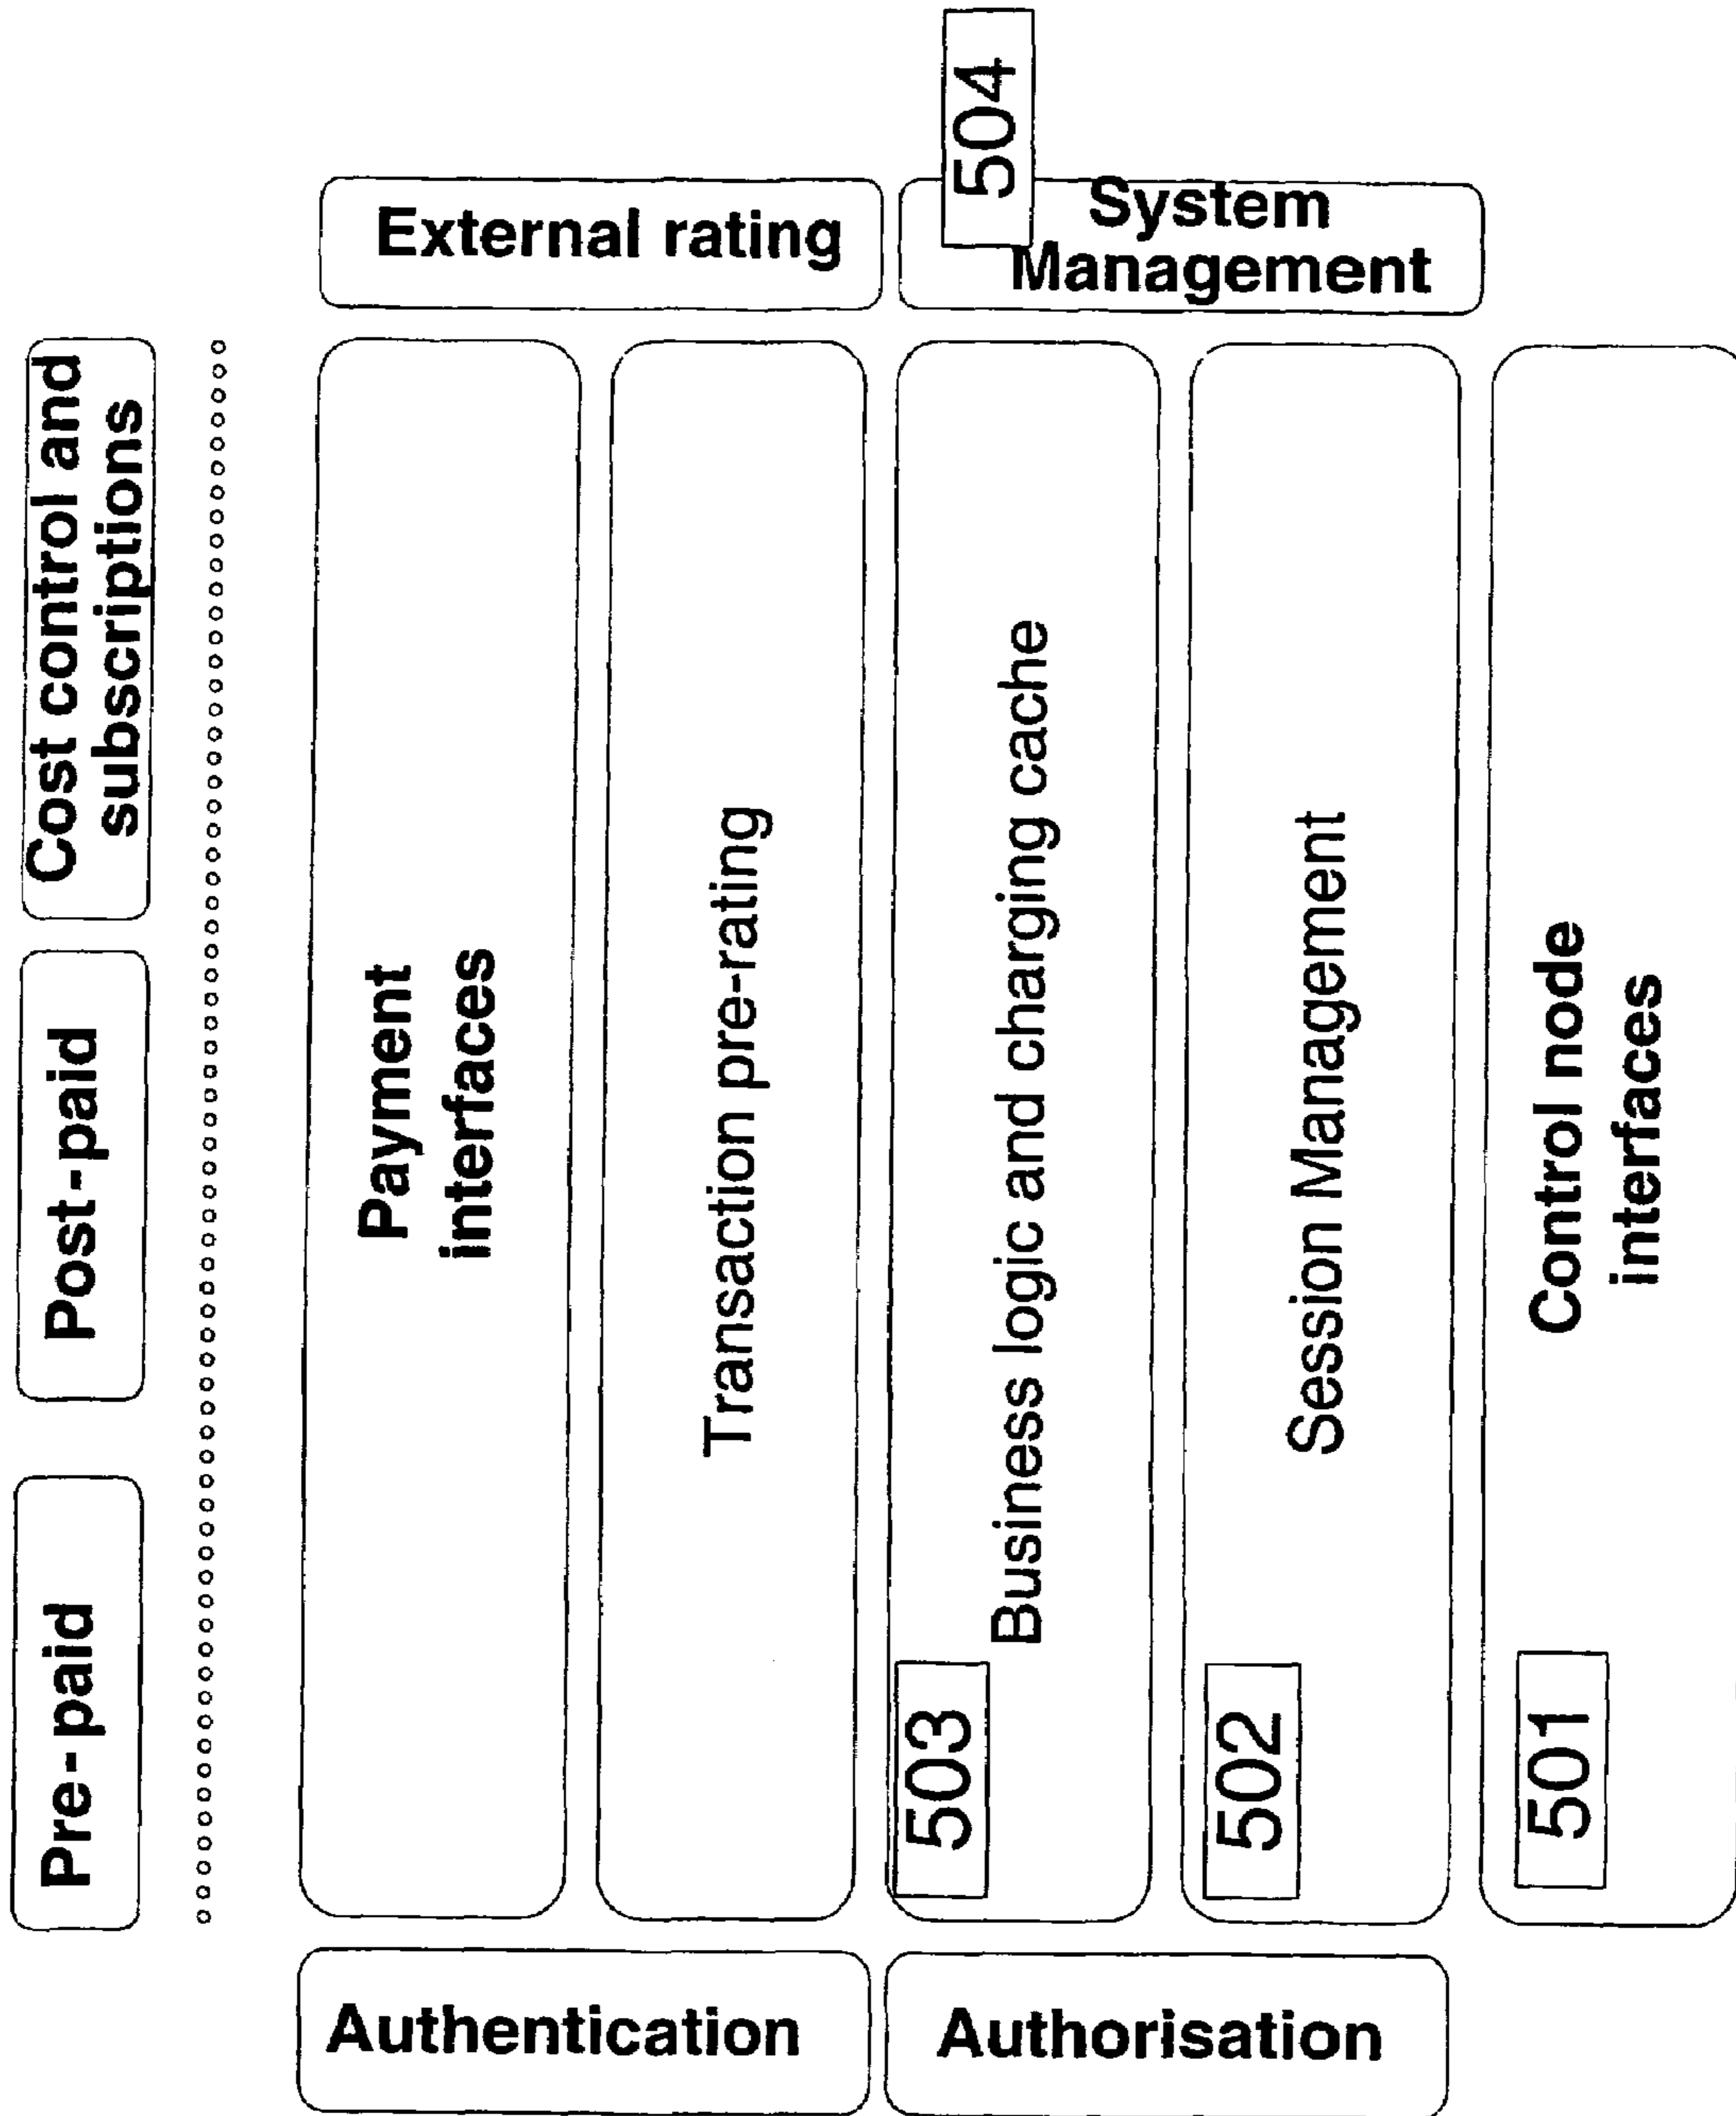 Pre-paid
Post-paid
Cost control and
subscriptions
Authentication
Payment
interfaces
External rating
Transaction pre-rating
Authorisation
503
Business logic and charging cache
504
System
Management
502
Session Management
501
Control node
interfaces